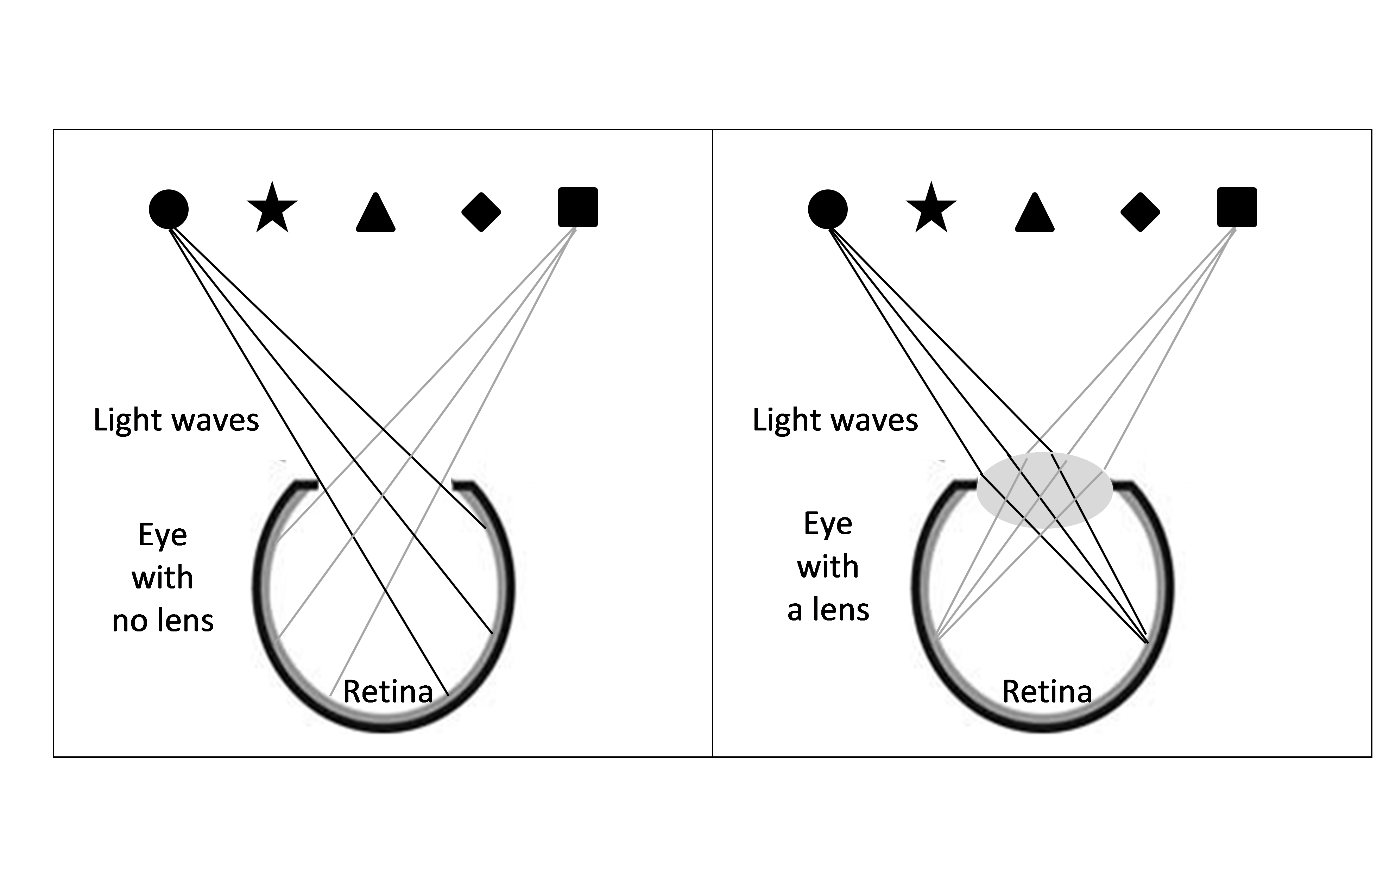 Light waves
Eye
with
no lens
Retina
Light waves
Eye
with
a lens
Retina